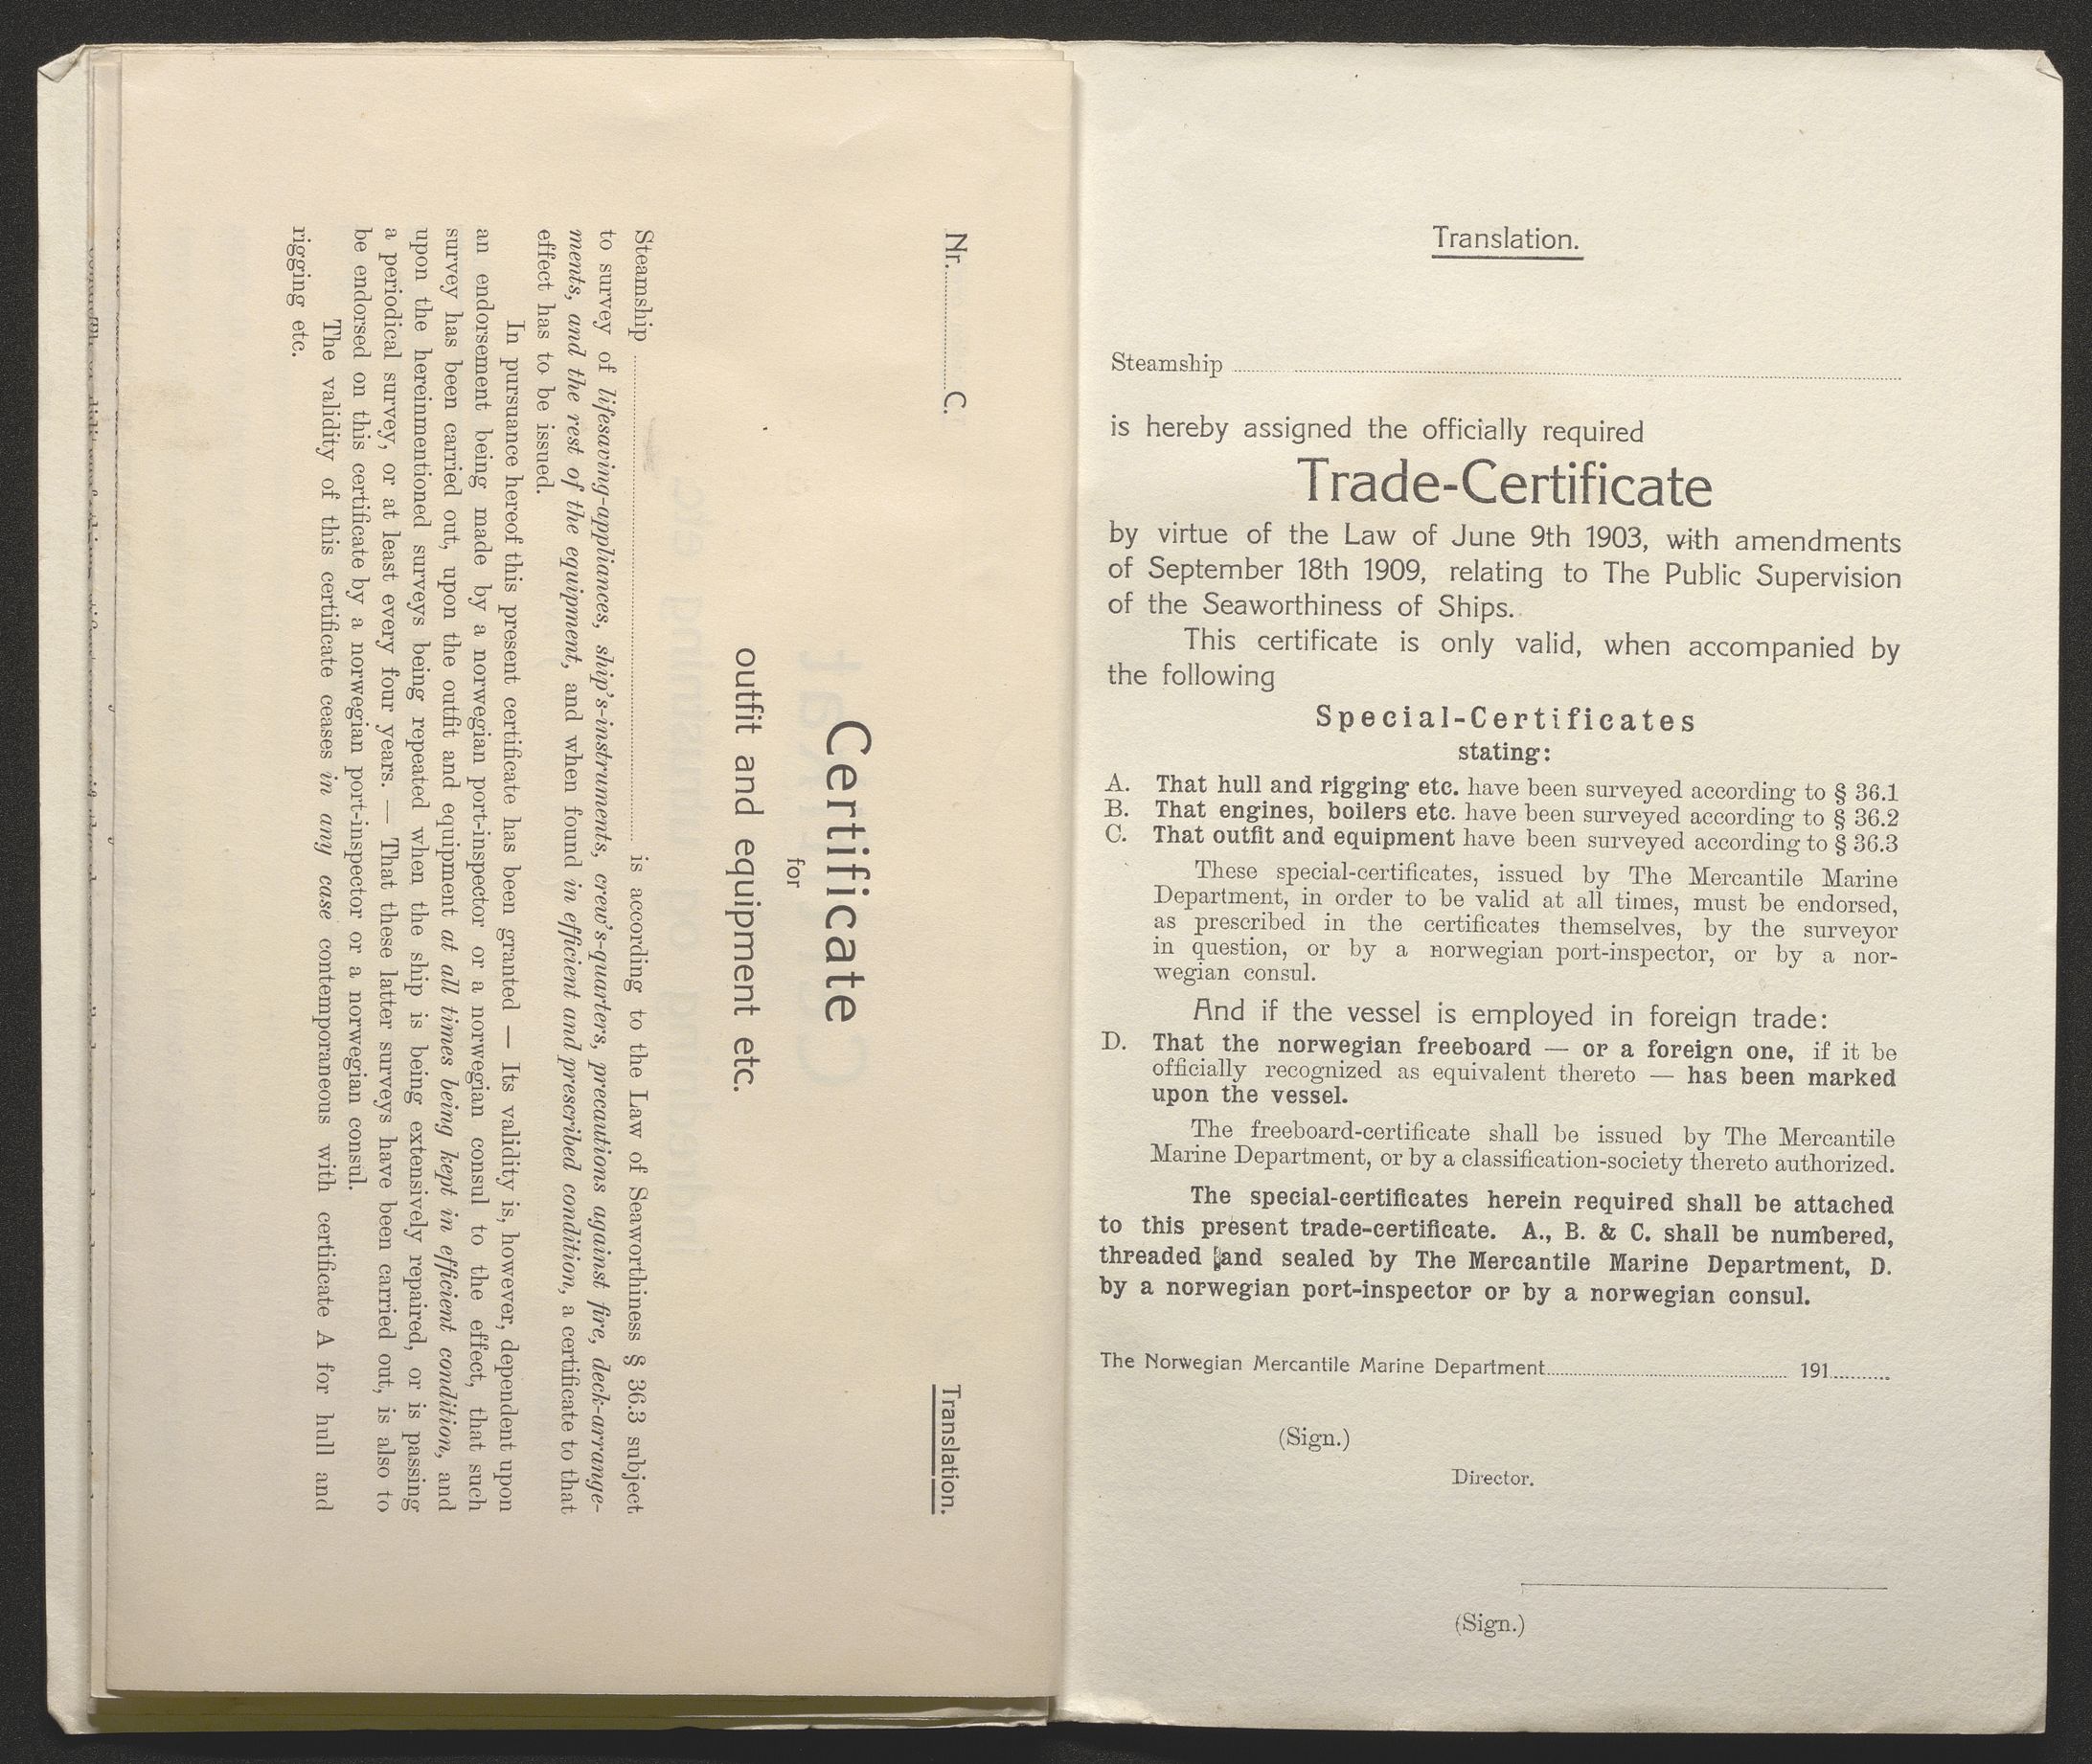 Nr. C. Translation.
Certificate
for
outfit and equipment etc.
Steamship is according to the Law of Seaworthiness § 36.3 subject
to survey of lifesaving-appliances, ship's-instruments, crew's-quarters, precautions against fire, deck-arrange-
ments, and the rest of the equipment, and when found in efficient and prescribed condition, a certificate to that
effect has to be issued.
In pursuance hereof this present certificate has been granted — Its validity is, however, dependent upon
an endorsement being made by a norwegian port-inspector or a norwegian consul to the effect, that such
survey has been carried out, upon the outfit and equipment at all times being kept in efficient condition, and
upon the hereinmentioned surveys being repeated when the ship is being extensively repaired, or is passing
a periodical survey, or at least every four years. — That these latter surveys have been carried out, is also to
be endorsed on this certificate by a norwegian port-inspector or a norwegian consul.
The validity of this certificate ceases in any case contemporaneous with certificate A for hull and
rigging etc.
Translation.
Steamship
is hereby assigned the officially required
Trade-Certificate
by virtue of the Law of June 9th 1903, with amendments
of September 18th 1909, relating to The Public Supervision
of the Seaworthiness of Ships.
This certificate is only valid, when accompanied by
the following
Special-Certificates
stating:
A. That hull and rigging etc. have been surveyed according to § 36.1
B. That engines, boilers etc. have been surveyed according to § 36.2
C. That outfit and equipment have been surveyed according to § 36.3
These special-certificates, issued by The Mercantile Marine
Department, in order to be valid at all times, must be endorsed,
as prescribed in the certificates themselves, by the surveyor
in question, or by a norwegian port-inspector, or by a nor-
wegian consul.
And if the vessel is employed in foreign trade:
D. That the norwegian freeboard — or a foreign one, if it be
officially recognized as equivalent thereto — has been marked
upon the vessel.
The freeboard-certificate shall be issued by The Mercantile
Marine Department, or by a classification-society thereto authorized.
The special-certificates herein required shall be attached
to this present trade-certificate. A., B. & C. shall be numbered,
threaded and sealed by The Mercantile Marine Department, D.
by a norwegian port-inspector or by a norwegian consul.
The Norwegian Mercantile Marine Department 191
(Sign.)
Director.
(Sign.)